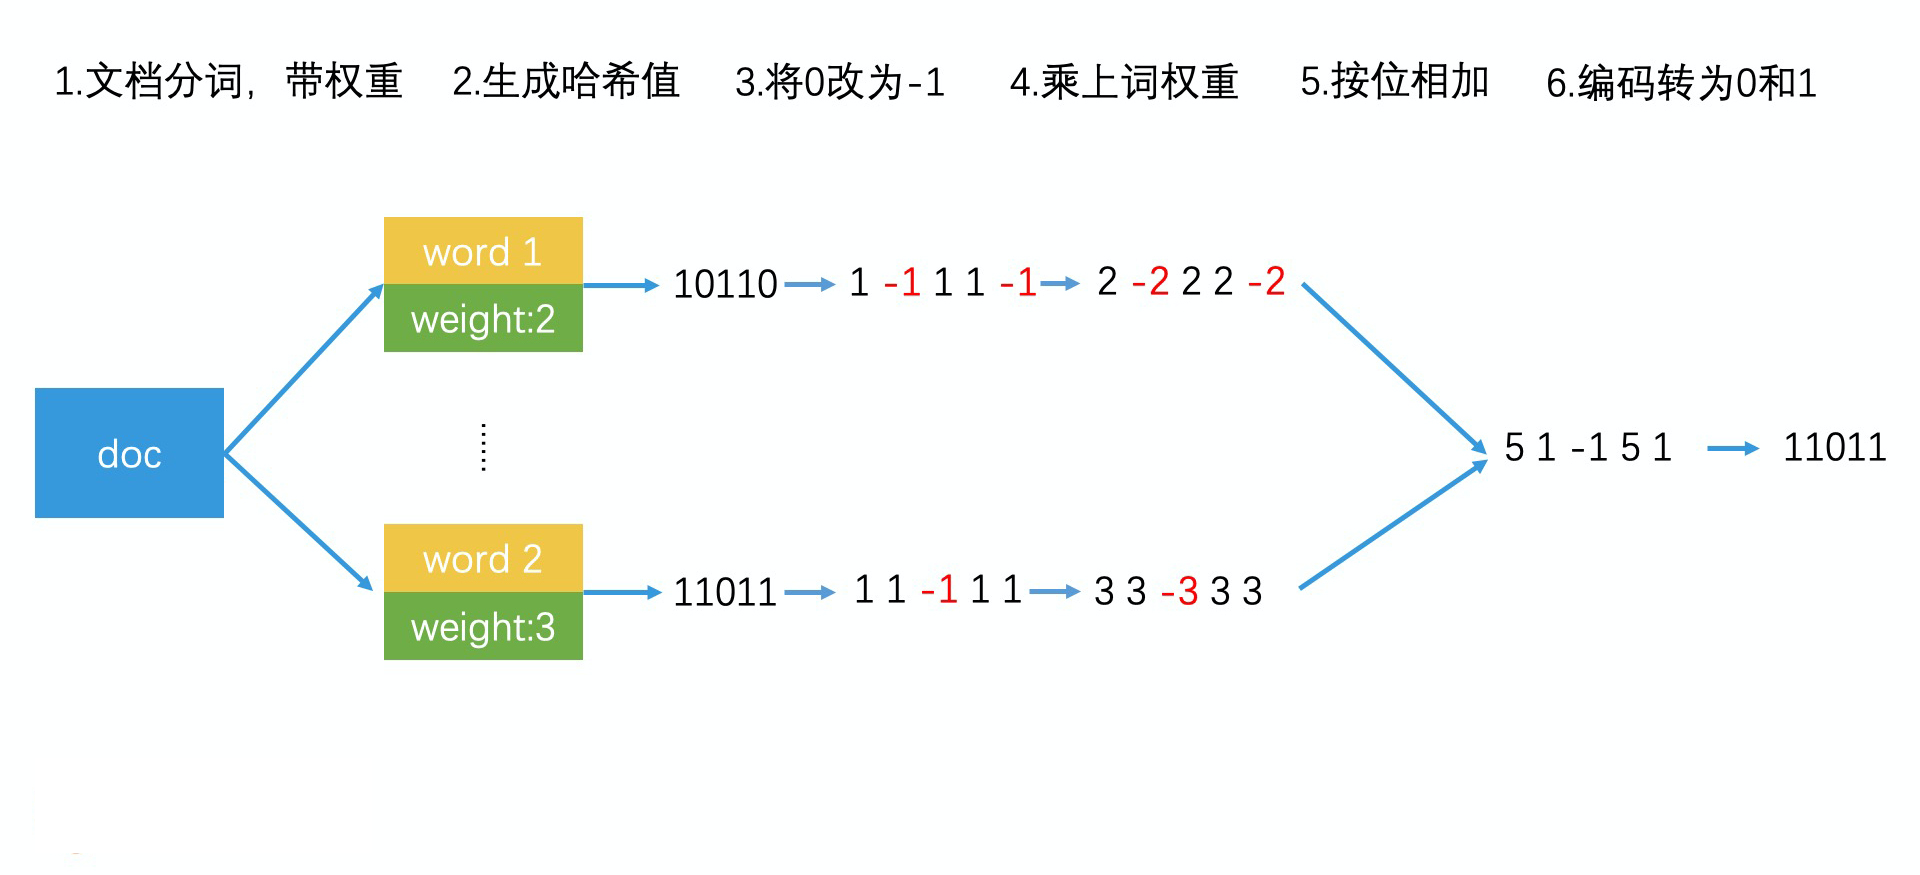 1.文档分词， 带权重 2.生成哈希值 3.将0改为-1 4.乘上词权重 5.按位相加 6.编码转为0和1
word 1
weight:2
10110
1 -1 1 1 -1
2 -2 2 2 -2
doc
......
5 1 -1 5 1
11011
word 2
weight:3
11011
1 1 -1 1 1
3 3 -3 3 3